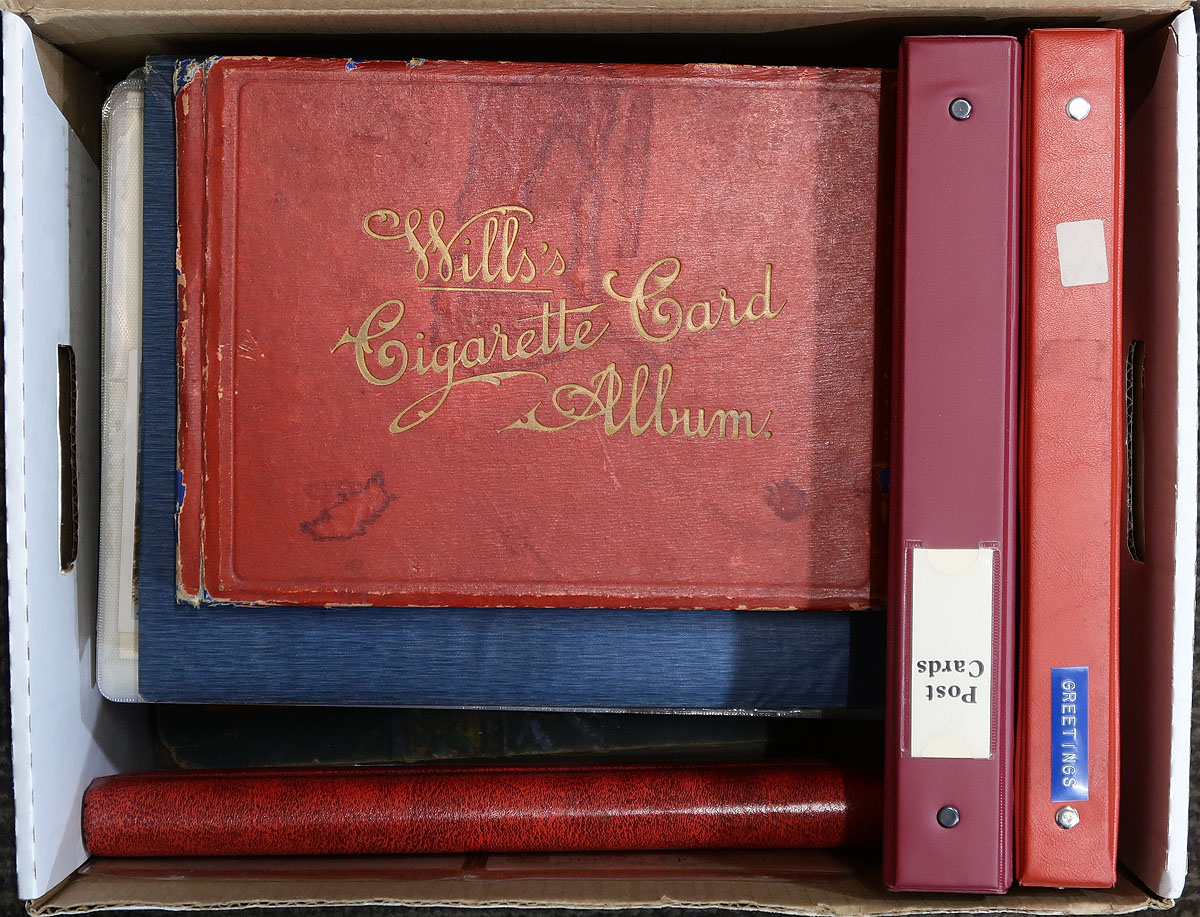 Wills's
Cigarette Card
Album.
Post
Cards
GREETINGS